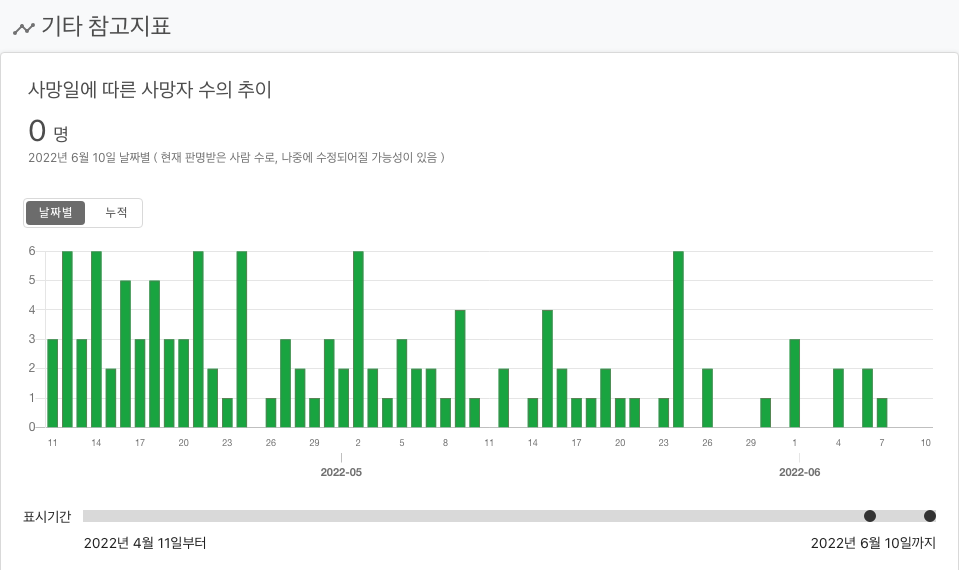 기타 참고지표
사망일에 따른 사망자 수의 추이
0 명
2022년 6월 10일 날짜별 ( 현재 판명받은 사람 수로, 나중에 수정되어질 가능성이 있음 )
날짜별 누적
6
5
4
3
2
1
0
11 14 17 20 23 26 29 2 5 8 11 14 17 20 23 26 29 1 4 7 10
2022-05 2022-06
표시기간
2022년 4월 11일부터 2022년 6월 10일까지